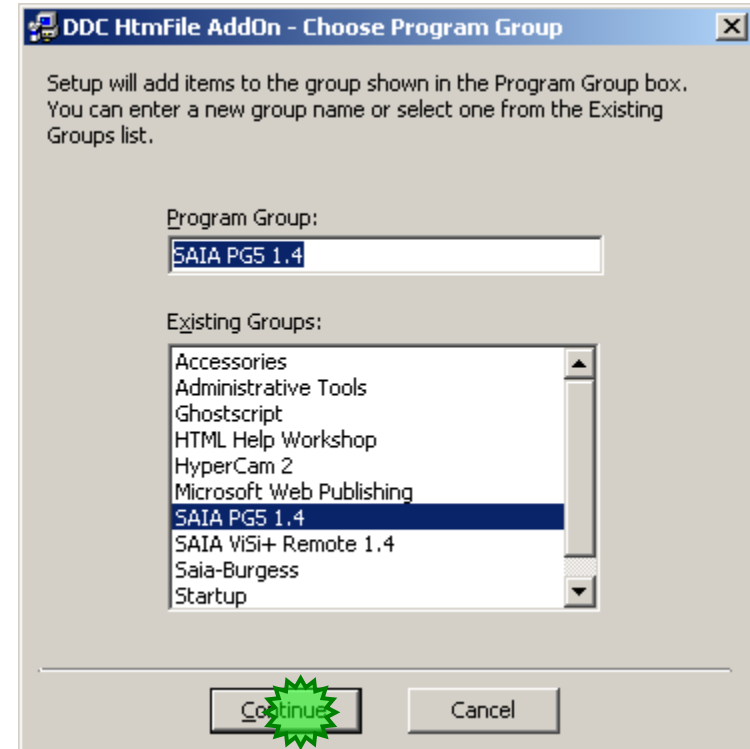 DDC HtmFile AddOn - Choose Program Group
Setup will add items to the group shown in the Program Group box.
You can enter a new group name or select one from the Existing
Groups list.
Program Group:
SAIA PG5 1.4
Existing Groups:
Accessories
Administrative Tools
Ghostscript
HTML Help Workshop
HyperCam 2
Microsoft Web Publishing
SAIA PG5 1.4
SAIA ViSi+ Remote 1.4
Saia-Burgess
Startup
Continue
Cancel